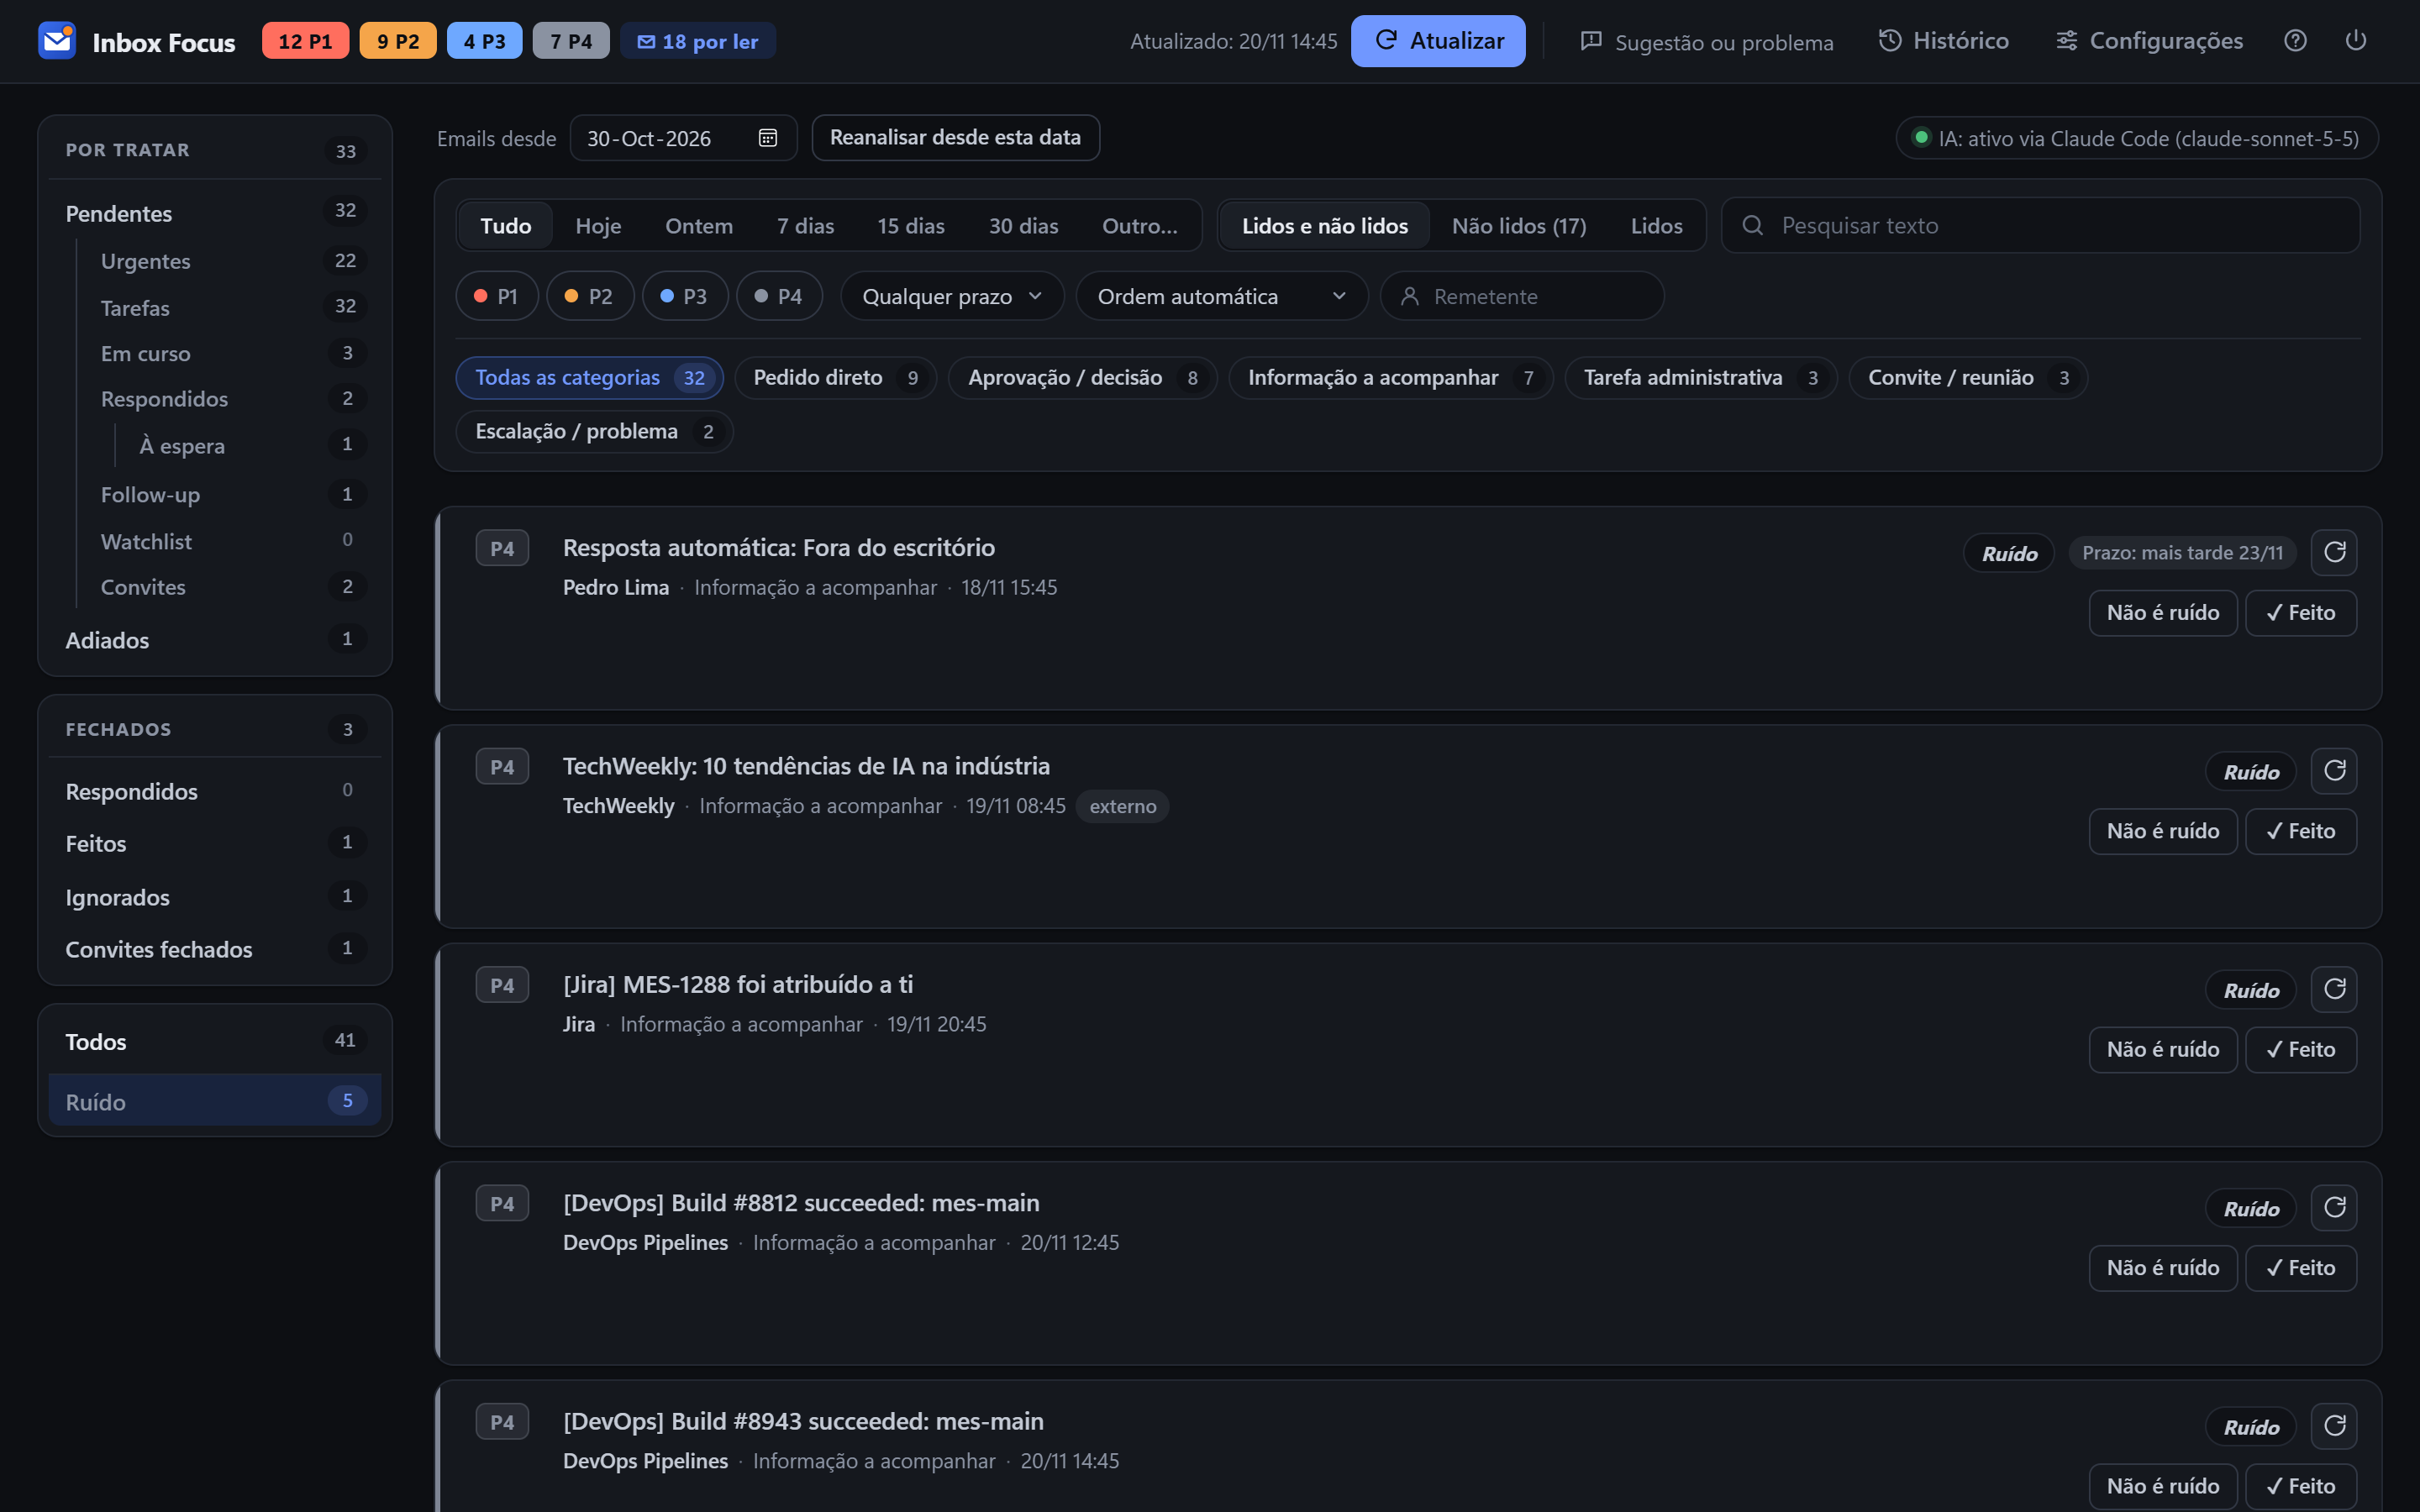 Inbox Focus 12 P1 9 P2 4 P3 7 P4 18 por ler Atualizado: 20/11 14:45 Atualizar Sugestão ou problema Histórico Configurações
POR TRATAR 33
Pendentes 32
Urgentes 22
Tarefas 32
Em curso 3
Respondidos 2
À espera 1
Follow-up 1
Watchlist 0
Convites 2
Adiados 1
FECHADOS 3
Respondidos 0
Feitos 1
Ignorados 1
Convites fechados 1
Todos 41
Ruído 5
Emails desde 30-Oct-2026 Reanalisar desde esta data IA: ativo via Claude Code (claude-sonnet-5-5)
Tudo Hoje Ontem 7 dias 15 dias 30 dias Outro... Lidos e não lidos Não lidos (17) Lidos Pesquisar texto
P1 P2 P3 P4 Qualquer prazo Ordem automática Remetente
Todas as categorias 32 Pedido direto 9 Aprovação / decisão 8 Informação a acompanhar 7 Tarefa administrativa 3 Convite / reunião 3
Escalação / problema 2
P4 Resposta automática: Fora do escritório Ruído Prazo: mais tarde 23/11
Pedro Lima · Informação a acompanhar · 18/11 15:45
Não é ruído ✓ Feito
P4 TechWeekly: 10 tendências de IA na indústria Ruído
TechWeekly · Informação a acompanhar · 19/11 08:45 externo
Não é ruído ✓ Feito
P4 [Jira] MES-1288 foi atribuído a ti Ruído
Jira · Informação a acompanhar · 19/11 20:45
Não é ruído ✓ Feito
P4 [DevOps] Build #8812 succeeded: mes-main Ruído
DevOps Pipelines · Informação a acompanhar · 20/11 12:45
Não é ruído ✓ Feito
P4 [DevOps] Build #8943 succeeded: mes-main Ruído
DevOps Pipelines · Informação a acompanhar · 20/11 14:45
Não é ruído ✓ Feito